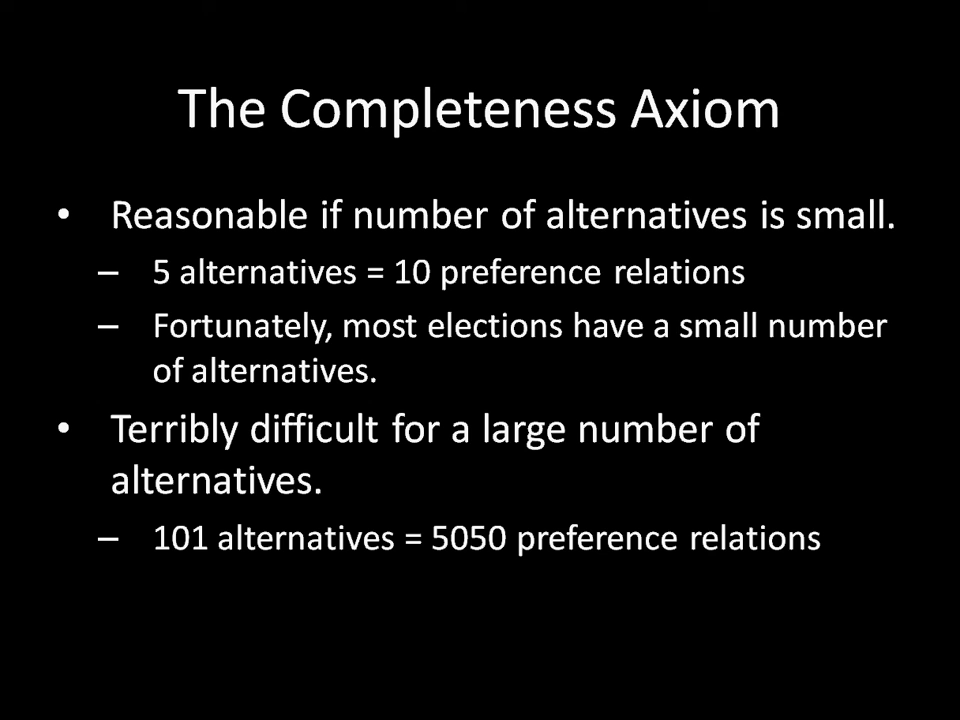 The Completeness Axiom
• Reasonable if number of alternatives is small.
– 5 alternatives = 10 preference relations
– Fortunately, most elections have a small number
of alternatives.
• Terribly difficult for a large number of
alternatives.
– 101 alternatives = 5050 preference relations